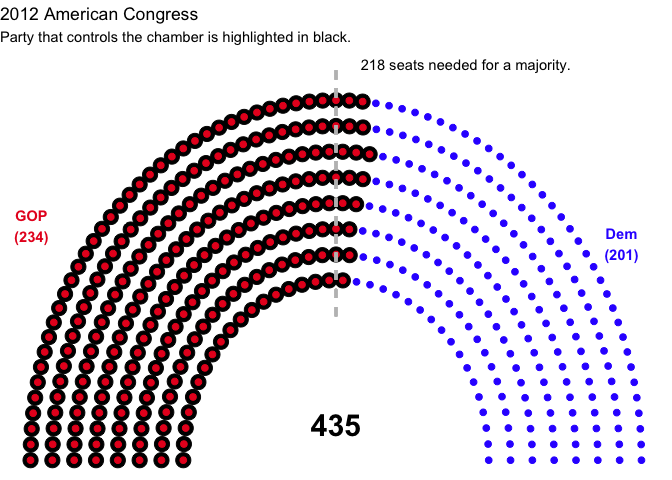 2012 American Congress
Party that controls the chamber is highlighted in black.
218 seats needed for a majority.
GOP
(234)
Dem
(201)
435